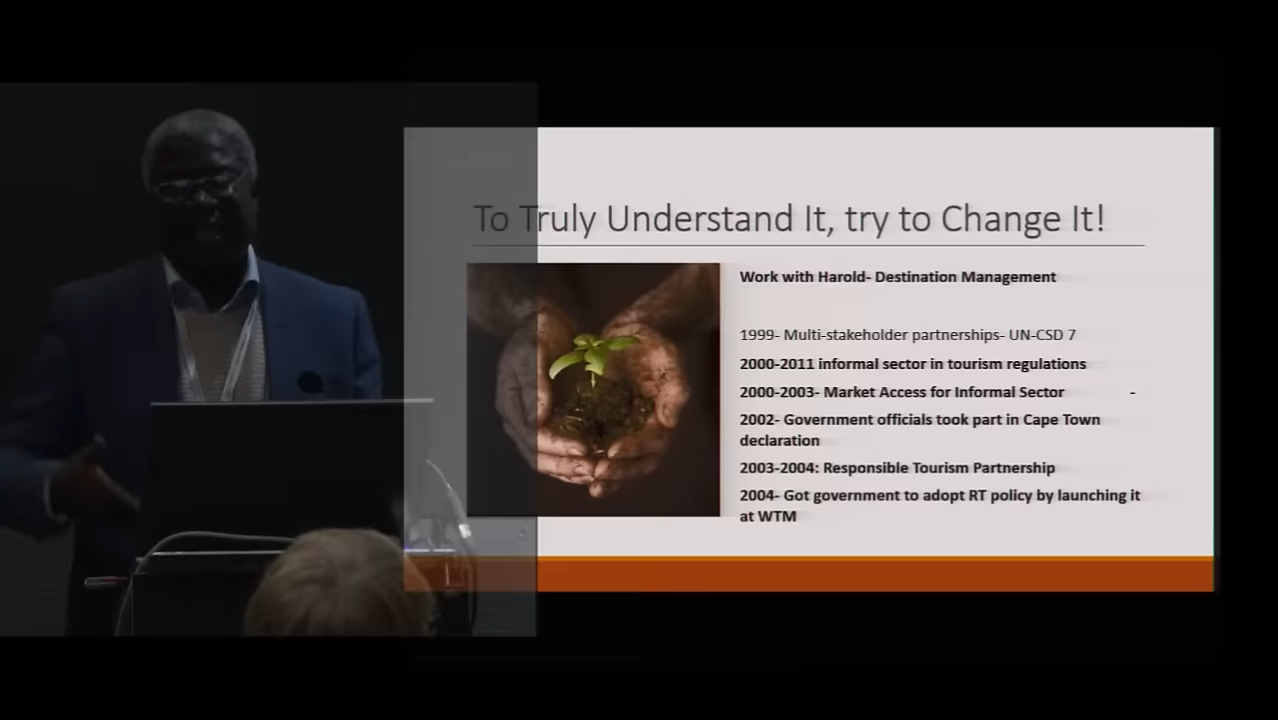 To Truly Understand It, try to Change It!
Work with Harold- Destination Management
1999- Multi-stakeholder partnerships- UN-CSD 7
2000-2011 informal sector in tourism regulations
2000-2003- Market Access for Informal Sector -
2002- Government officials took part in Cape Town
declaration
2003-2004: Responsible Tourism Partnership
2004- Got government to adopt RT policy by launching it
at WTM